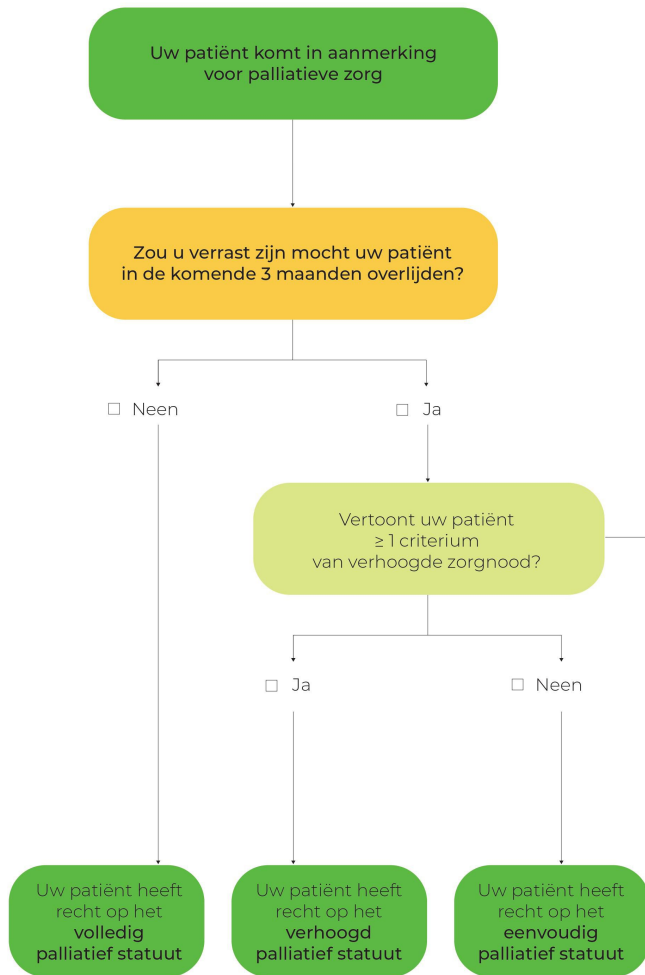 Uw patiënt komt in aanmerking
voor palliatieve zorg
Zou u verrast zijn mocht uw patiënt
in de komende 3 maanden overlijden?
☐ Neen
☐ Ja
Vertoont uw patiënt
≥ 1 criterium
van verhoogde zorgnood?
☐ Ja
☐ Neen
Uw patiënt heeft
recht op het
volledig
palliatief statuut
Uw patiënt heeft
recht op het
verhoogd
palliatief statuut
Uw patiënt heeft
recht op het
eenvoudig
palliatief statuut